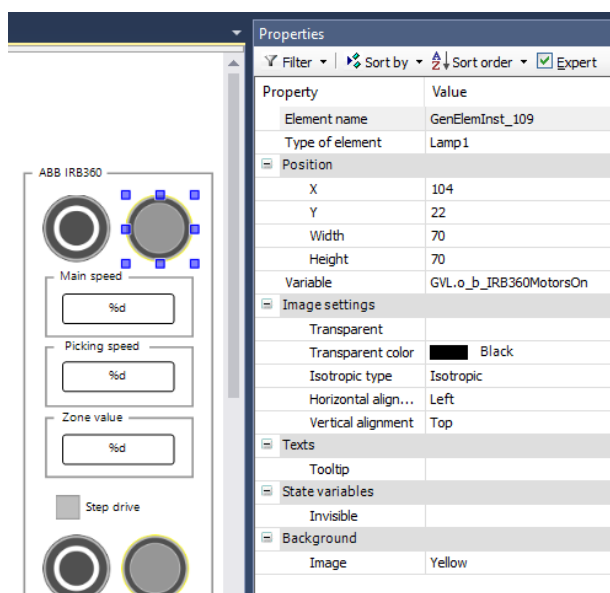 Properties
Filter Sort by Sort order Expert
Property Value
Element name GenElemInst_109
Type of element Lamp1
Position
X 104
Y 22
Width 70
Height 70
Variable GVL.o_b_IRB360MotorsOn
Image settings
Transparent
Transparent color Black
Isotropic type Isotropic
Horizontal align... Left
Vertical alignment Top
Texts
Tooltip
State variables
Invisible
Background
Image Yellow
ABB IRB360
Main speed
%d
Picking speed
%d
Zone value
%d
Step drive